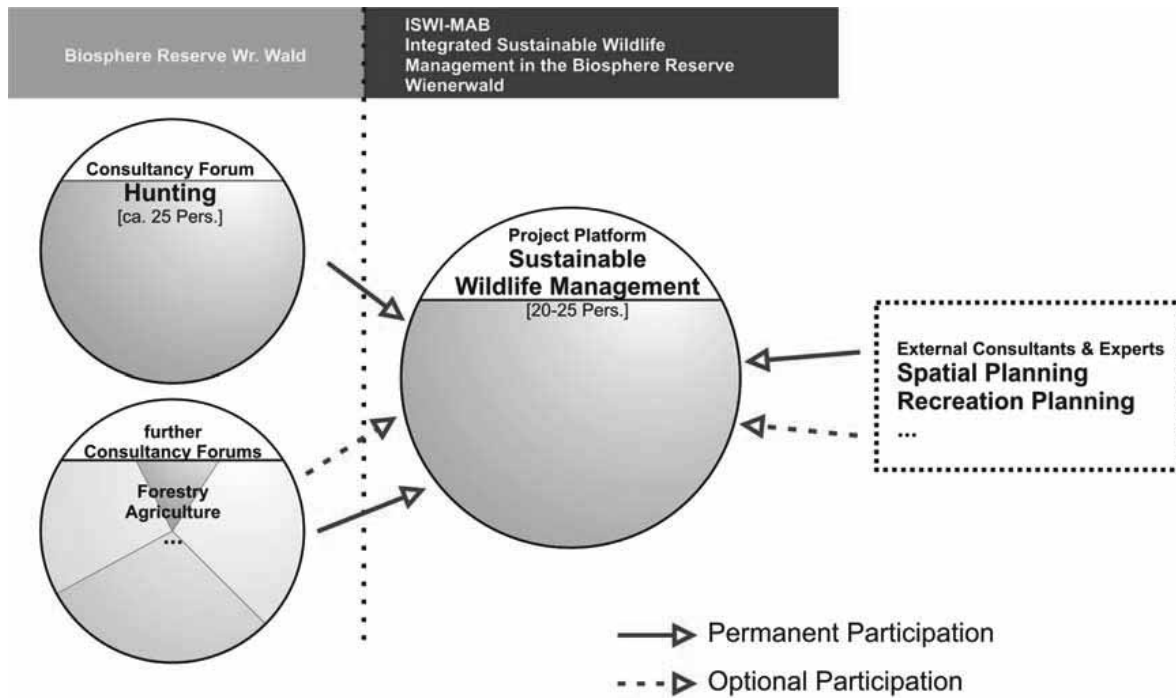 Biosphere Reserve Wr. Wald
ISWI-MAB
Integrated Sustainable Wildlife
Management in the Biosphere Reserve
Wienerwald
Consultancy Forum
Hunting
[ca. 25 Pers.]
Project Platform
Sustainable
Wildlife Management
[20-25 Pers.]
External Consultants & Experts
Spatial Planning
Recreation Planning
...
further
Consultancy Forums
Forestry
Agriculture
...
Permanent Participation
Optional Participation